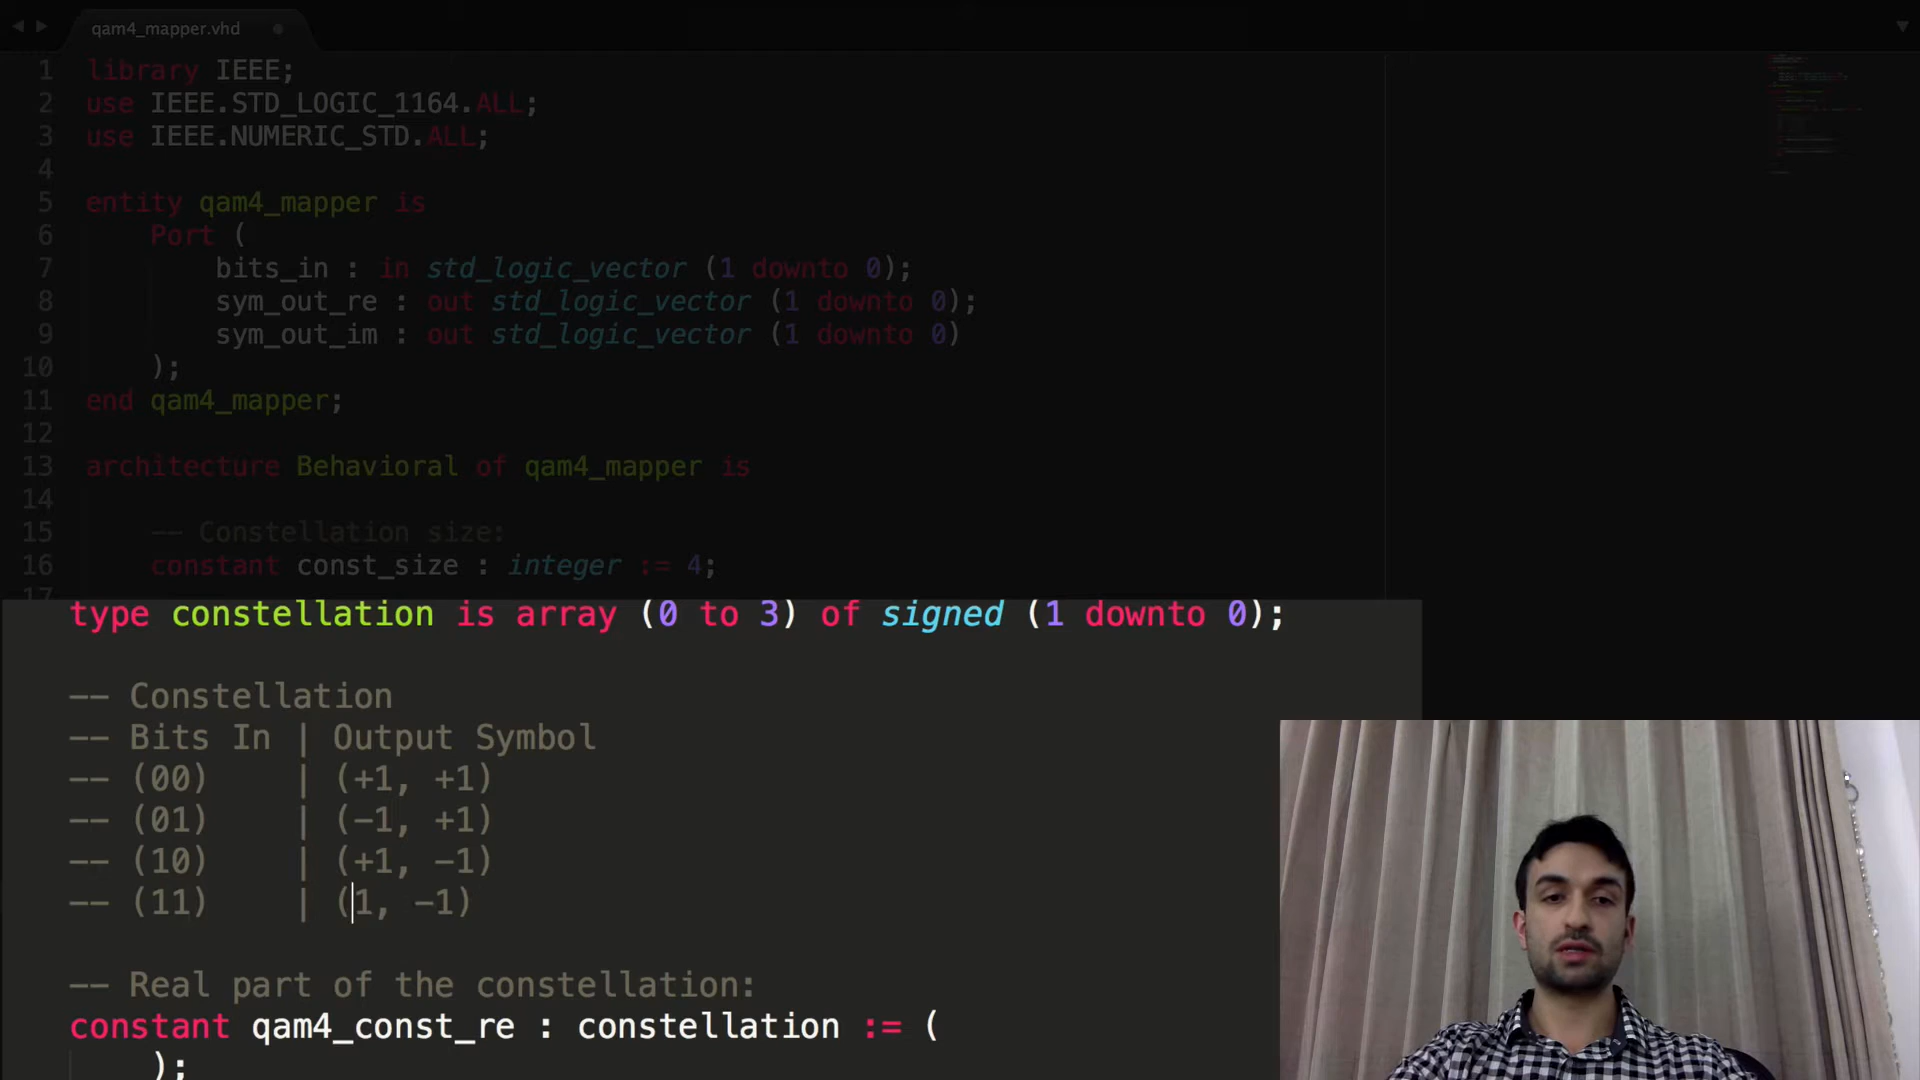 qam4_mapper.vhd
1 library IEEE;
2 use IEEE.STD_LOGIC_1164.ALL;
3 use IEEE.NUMERIC_STD.ALL;
4
5 entity qam4_mapper is
6 Port (
7 bits_in : in std_logic_vector (1 downto 0);
8 sym_out_re : out std_logic_vector (1 downto 0);
9 sym_out_im : out std_logic_vector (1 downto 0)
10 );
11 end qam4_mapper;
12
13 architecture Behavioral of qam4_mapper is
14
15 -- Constellation size:
16 constant const_size : integer := 4;
17
type constellation is array (0 to 3) of signed (1 downto 0);
-- Constellation
-- Bits In | Output Symbol
-- (00) | (+1, +1)
-- (01) | (-1, +1)
-- (10) | (+1, -1)
-- (11) | (1, -1)
-- Real part of the constellation:
constant qam4_const_re : constellation := (
);